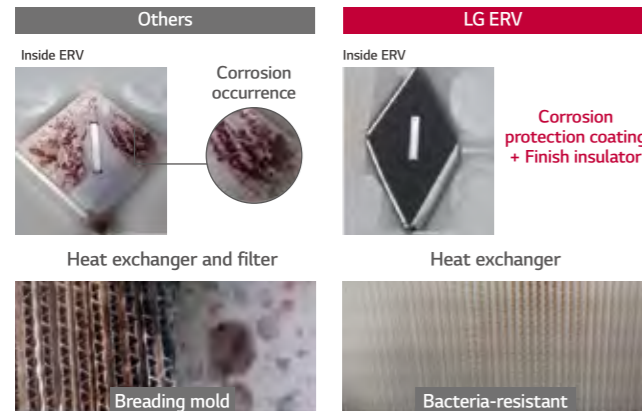 Others
Inside ERV
Corrosion
occurrence
Heat exchanger and filter
Breading mold
LG ERV
Inside ERV
Corrosion
protection coating
+ Finish insulator
Heat exchanger
Bacteria-resistant